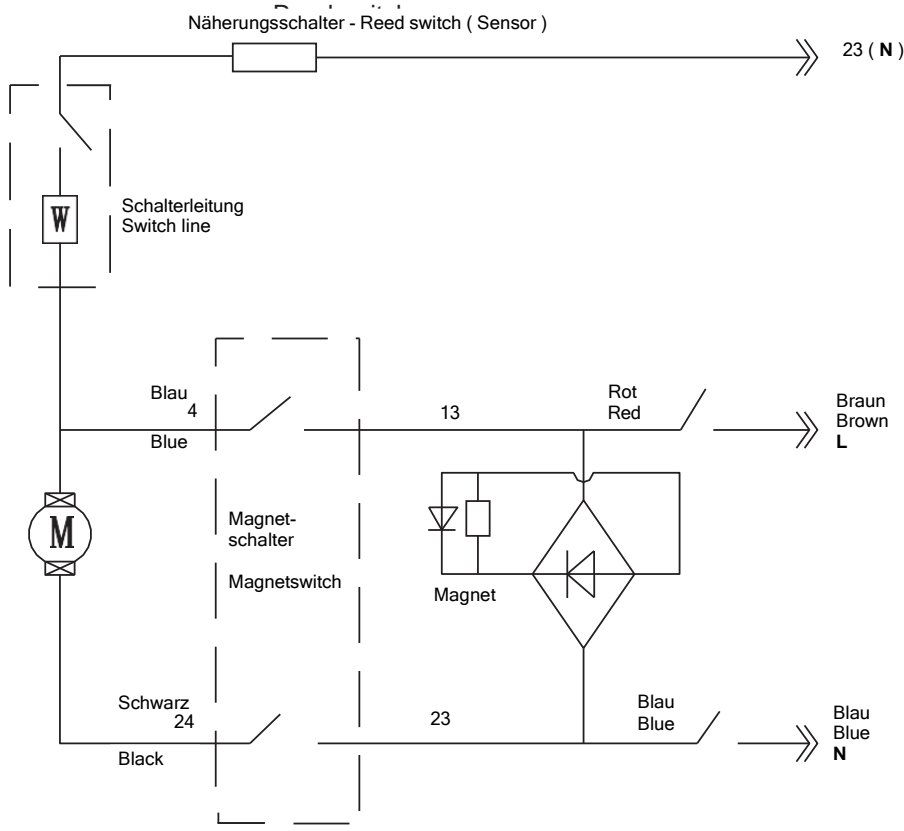 Näherungsschalter - Reed switch ( Sensor )
23 ( N )
W
Schalterleitung
Switch line
Blau
4
Blue
13
Rot
Red
Braun
Brown
L
M
Magnet-
schalter
Magnetswitch
Magnet
Schwarz
24
Black
23
Blau
Blue
Blau
Blue
N